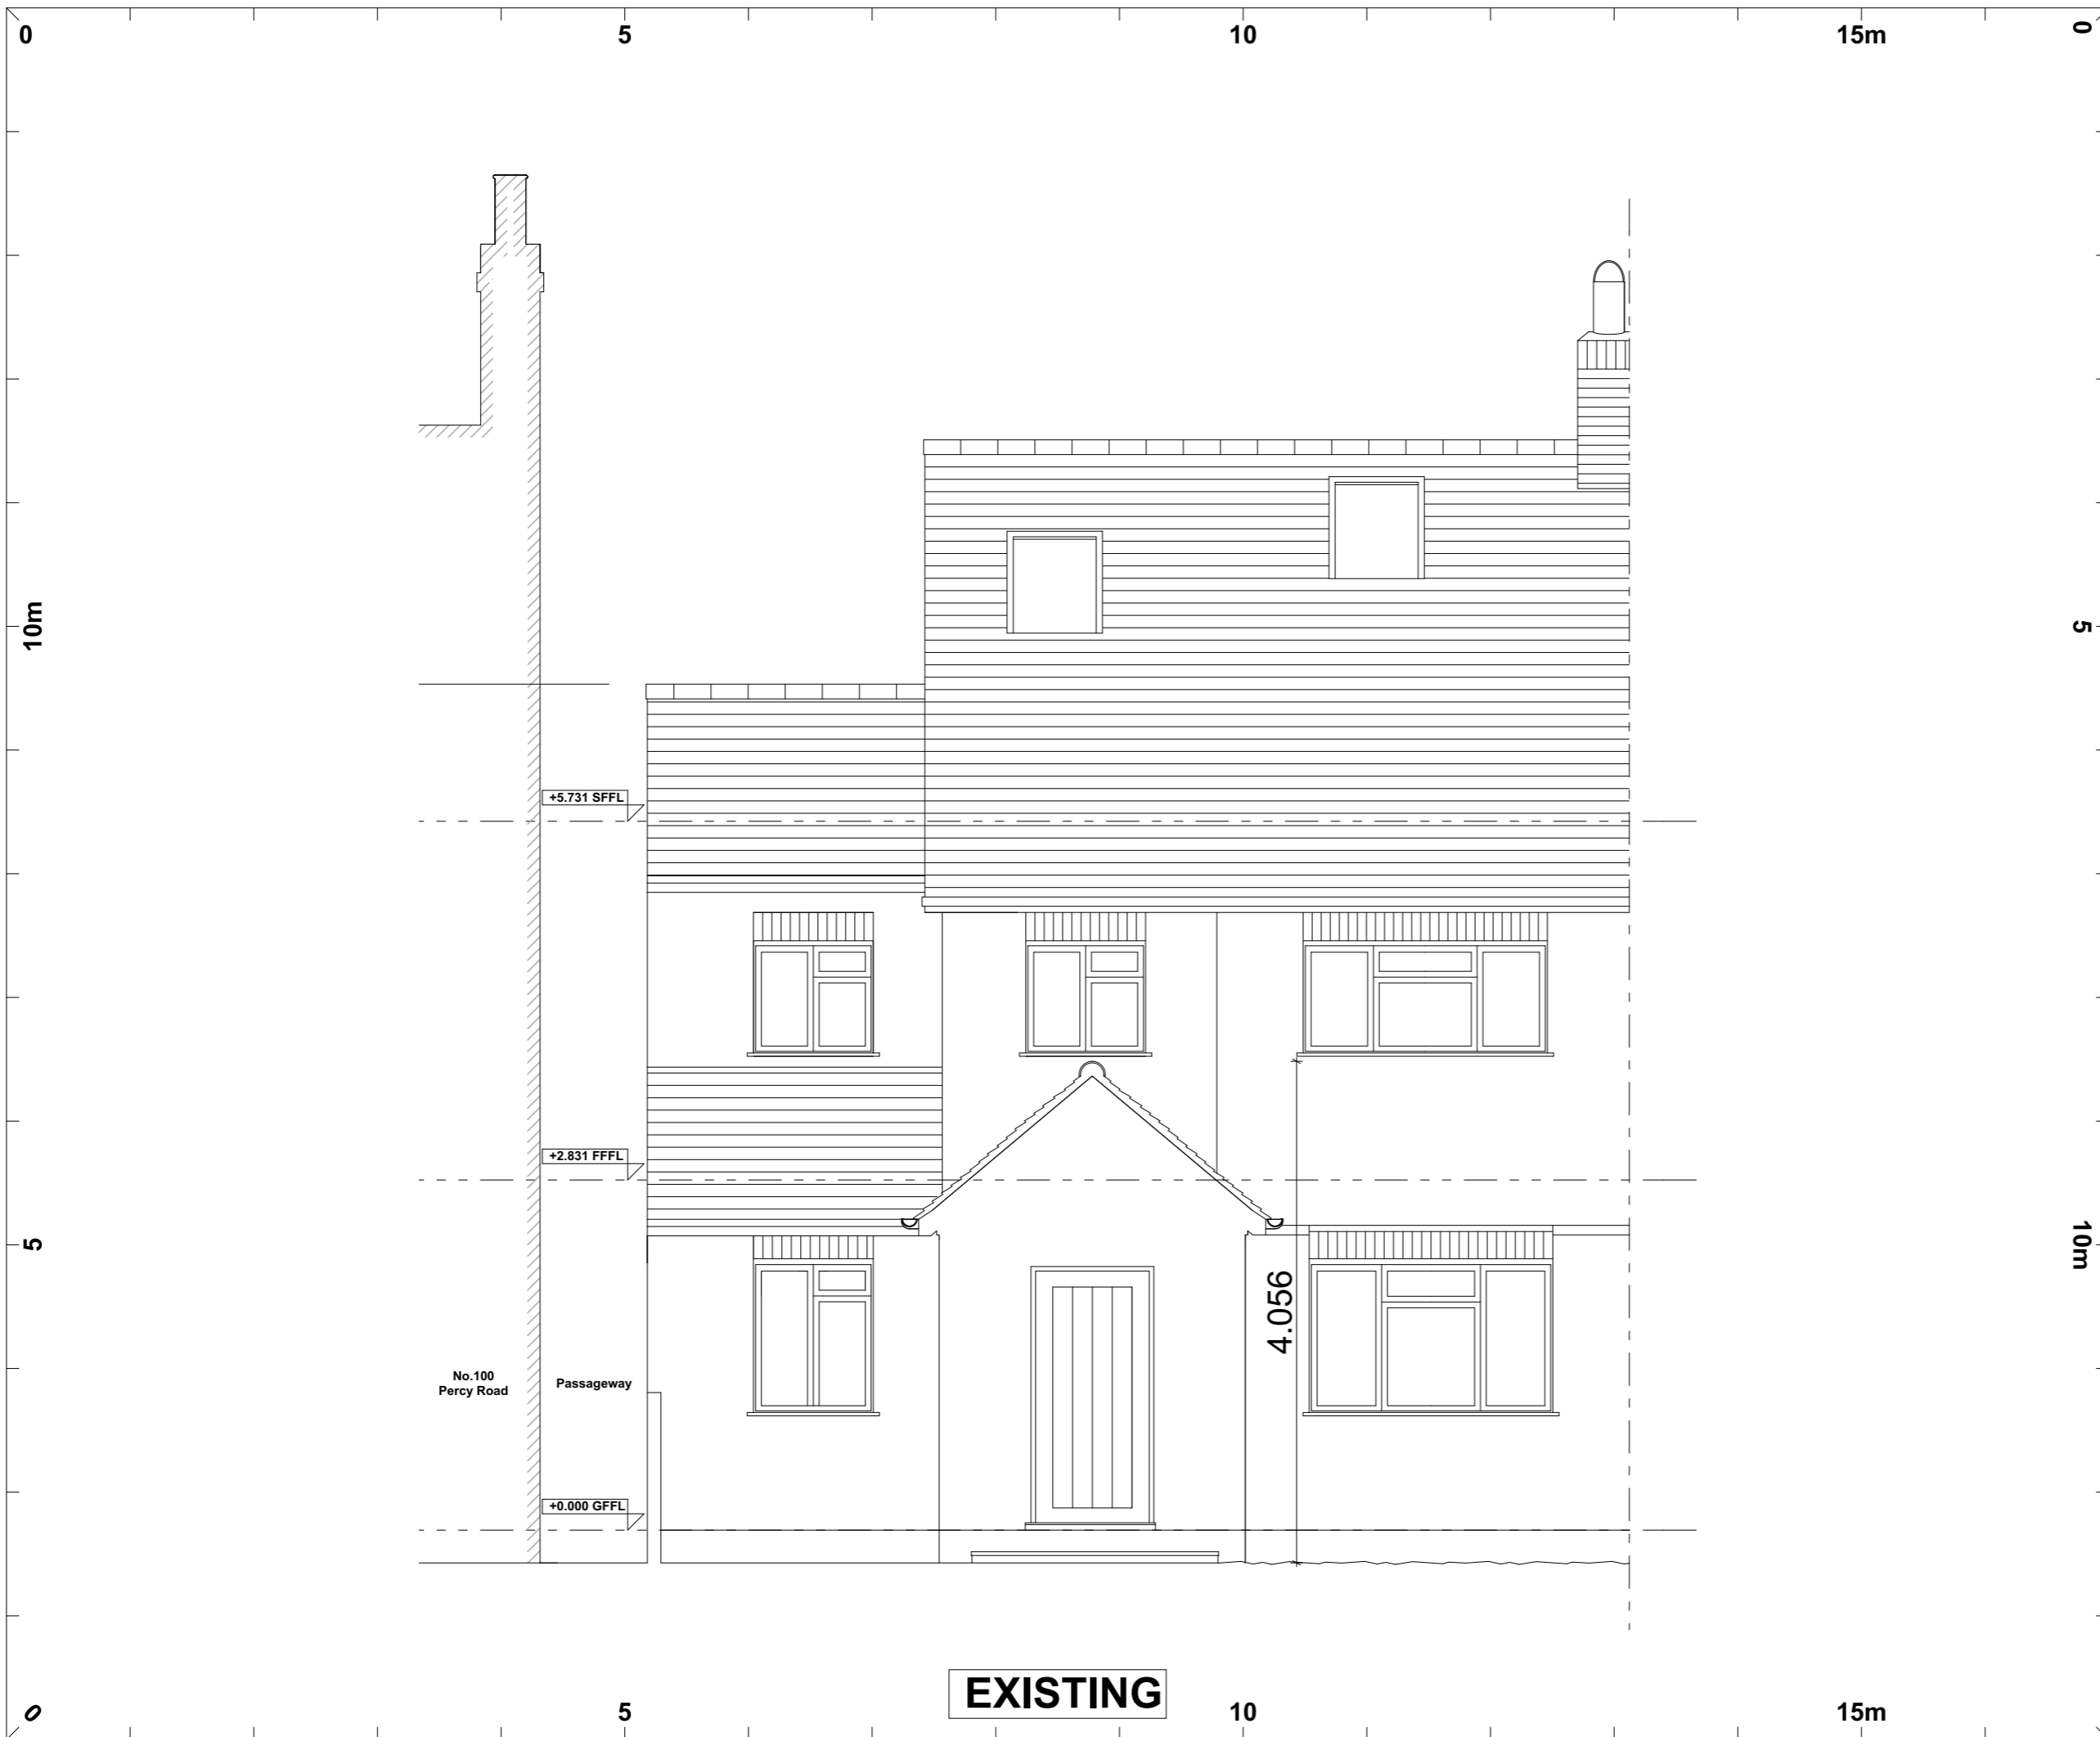 0
5
10
15m
0
10m
5
+5.731 SFFL
+2.831 FFFL
5
10m
4.056
No.100
Percy Road
Passageway
+0.000 GFFL
EXISTING
0
5
10
15m